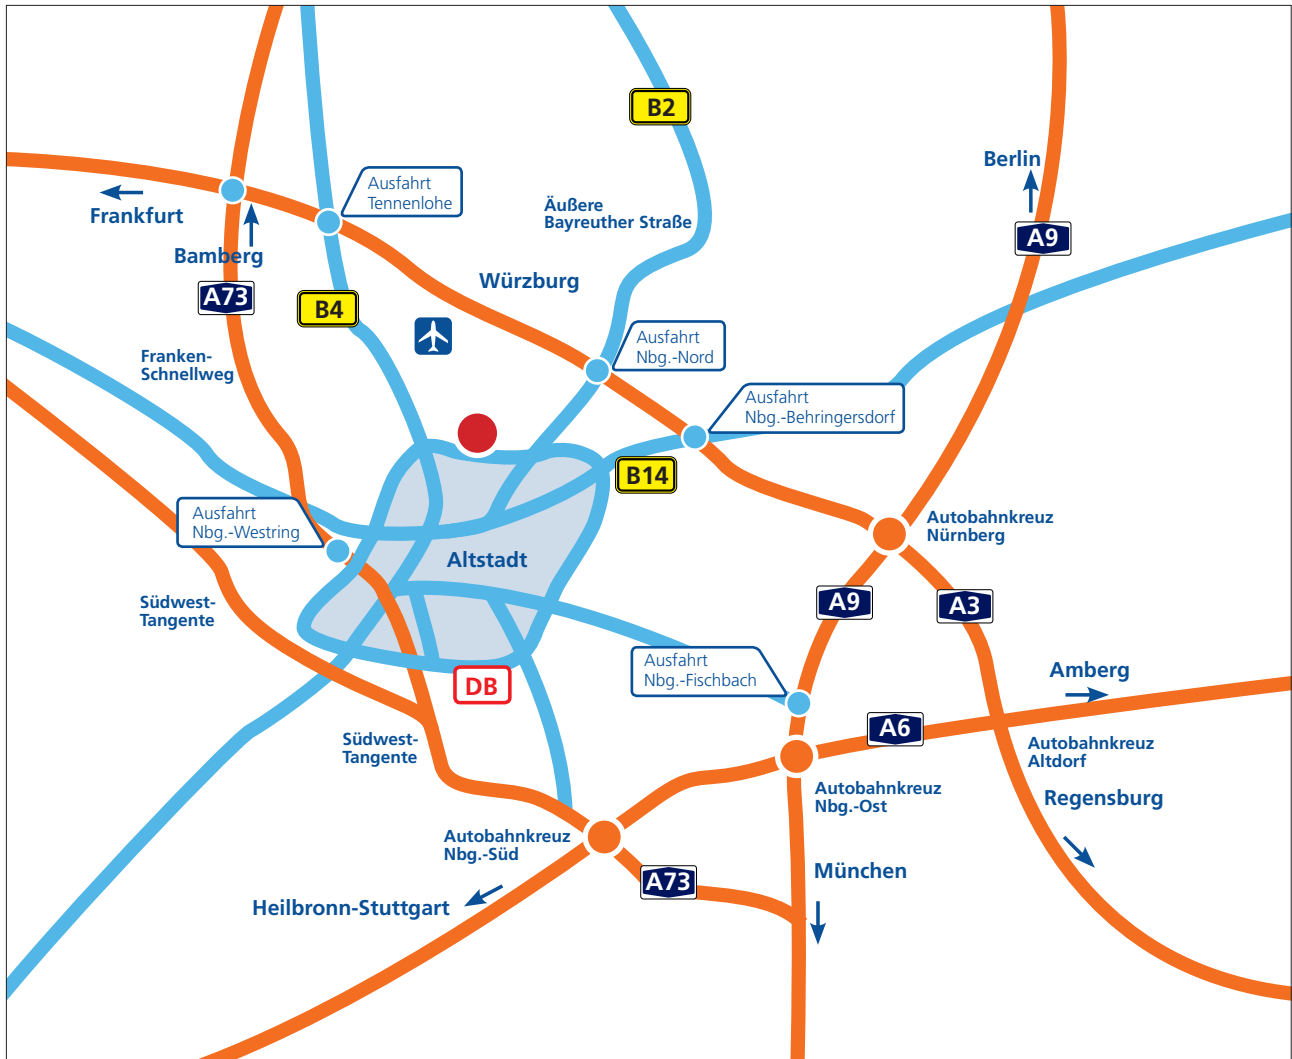 B2
Berlin
Ausfahrt
Tennenlohe
Frankfurt
Äußere
Bayreuther Straße
A9
Bamberg
Würzburg
A73
B4
Ausfahrt
Nbg.-Nord
Franken-
Schnellweg
Ausfahrt
Nbg.-Behringersdorf
B14
Ausfahrt
Nbg.-Westring
Autobahnkreuz
Nürnberg
Altstadt
A9
A3
Südwest-
Tangente
Ausfahrt
Nbg.-Fischbach
Amberg
DB
A6
Südwest-
Tangente
Autobahnkreuz
Altdorf
Autobahnkreuz
Nbg.-Ost
Regensburg
Autobahnkreuz
Nbg.-Süd
München
A73
Heilbronn-Stuttgart